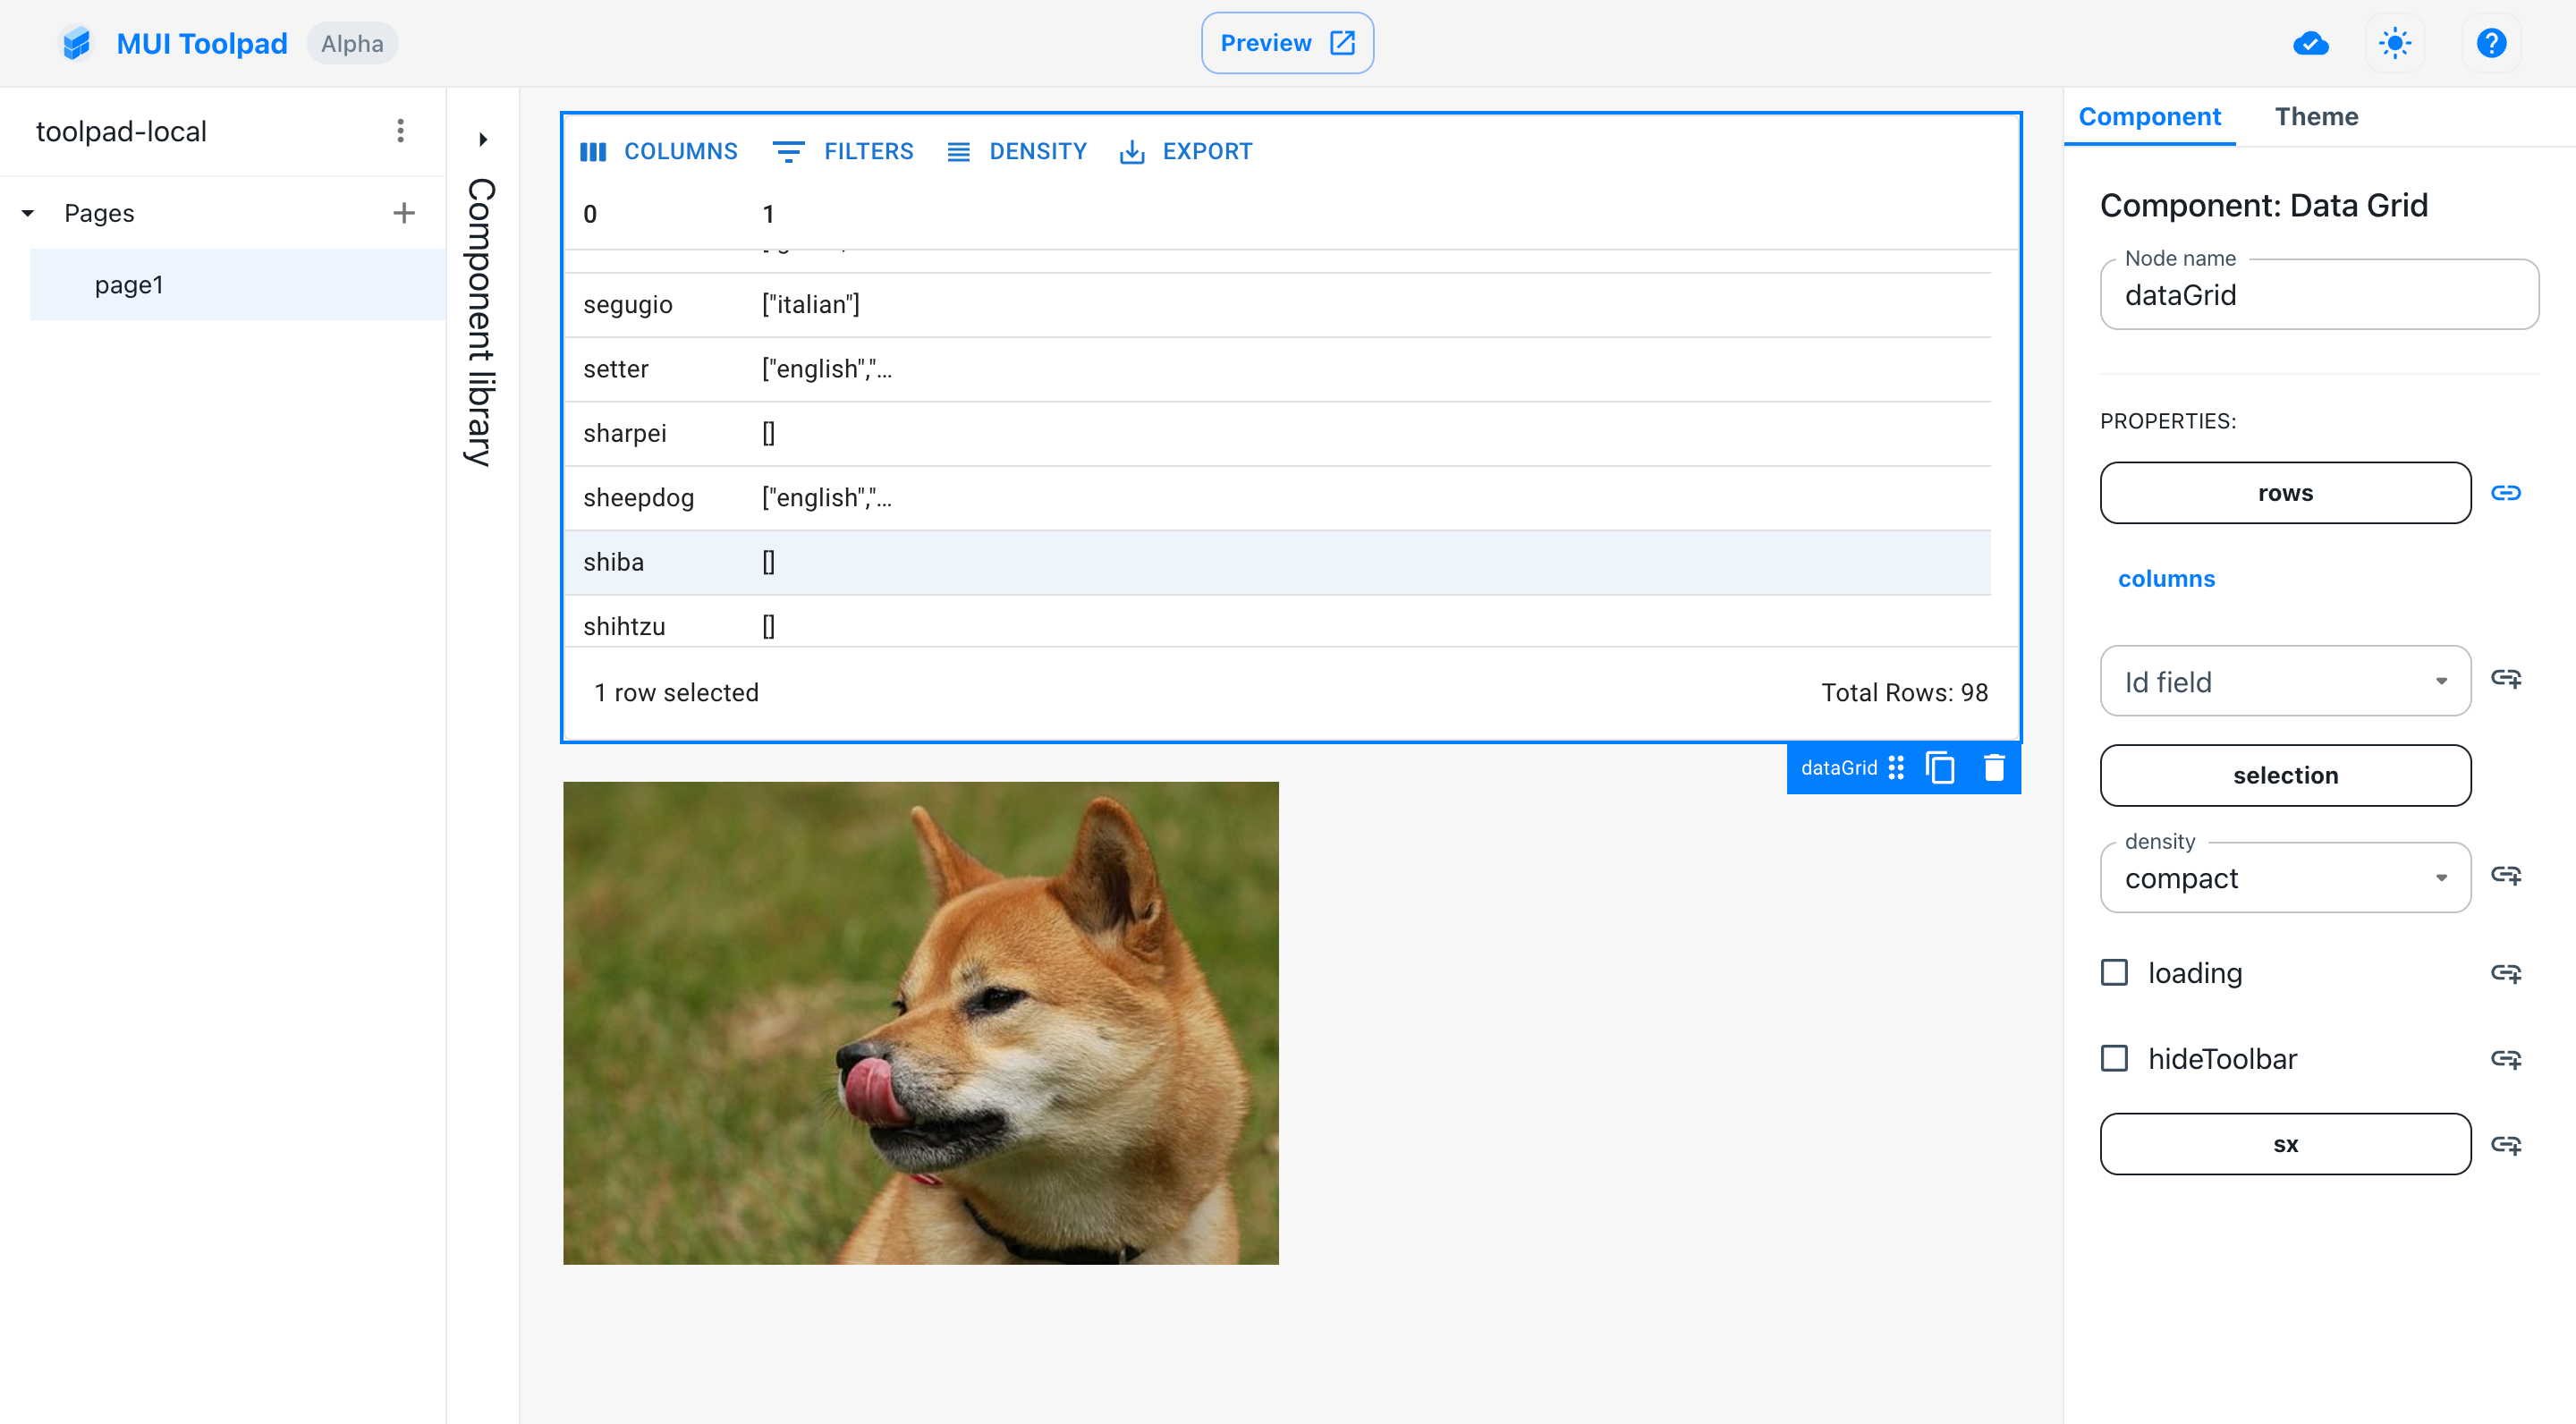 MUI Toolpad Alpha
Preview
toolpad-local
Pages
page1
Component library
COLUMNS FILTERS DENSITY EXPORT
0 1
segugio ["italian"]
setter ["english","...
sharpei []
sheepdog ["english","...
shiba []
shihtzu []
1 row selected Total Rows: 98
dataGrid
Component Theme
Component: Data Grid
Node name
dataGrid
PROPERTIES:
rows
columns
Id field
selection
density
compact
loading
hideToolbar
sx